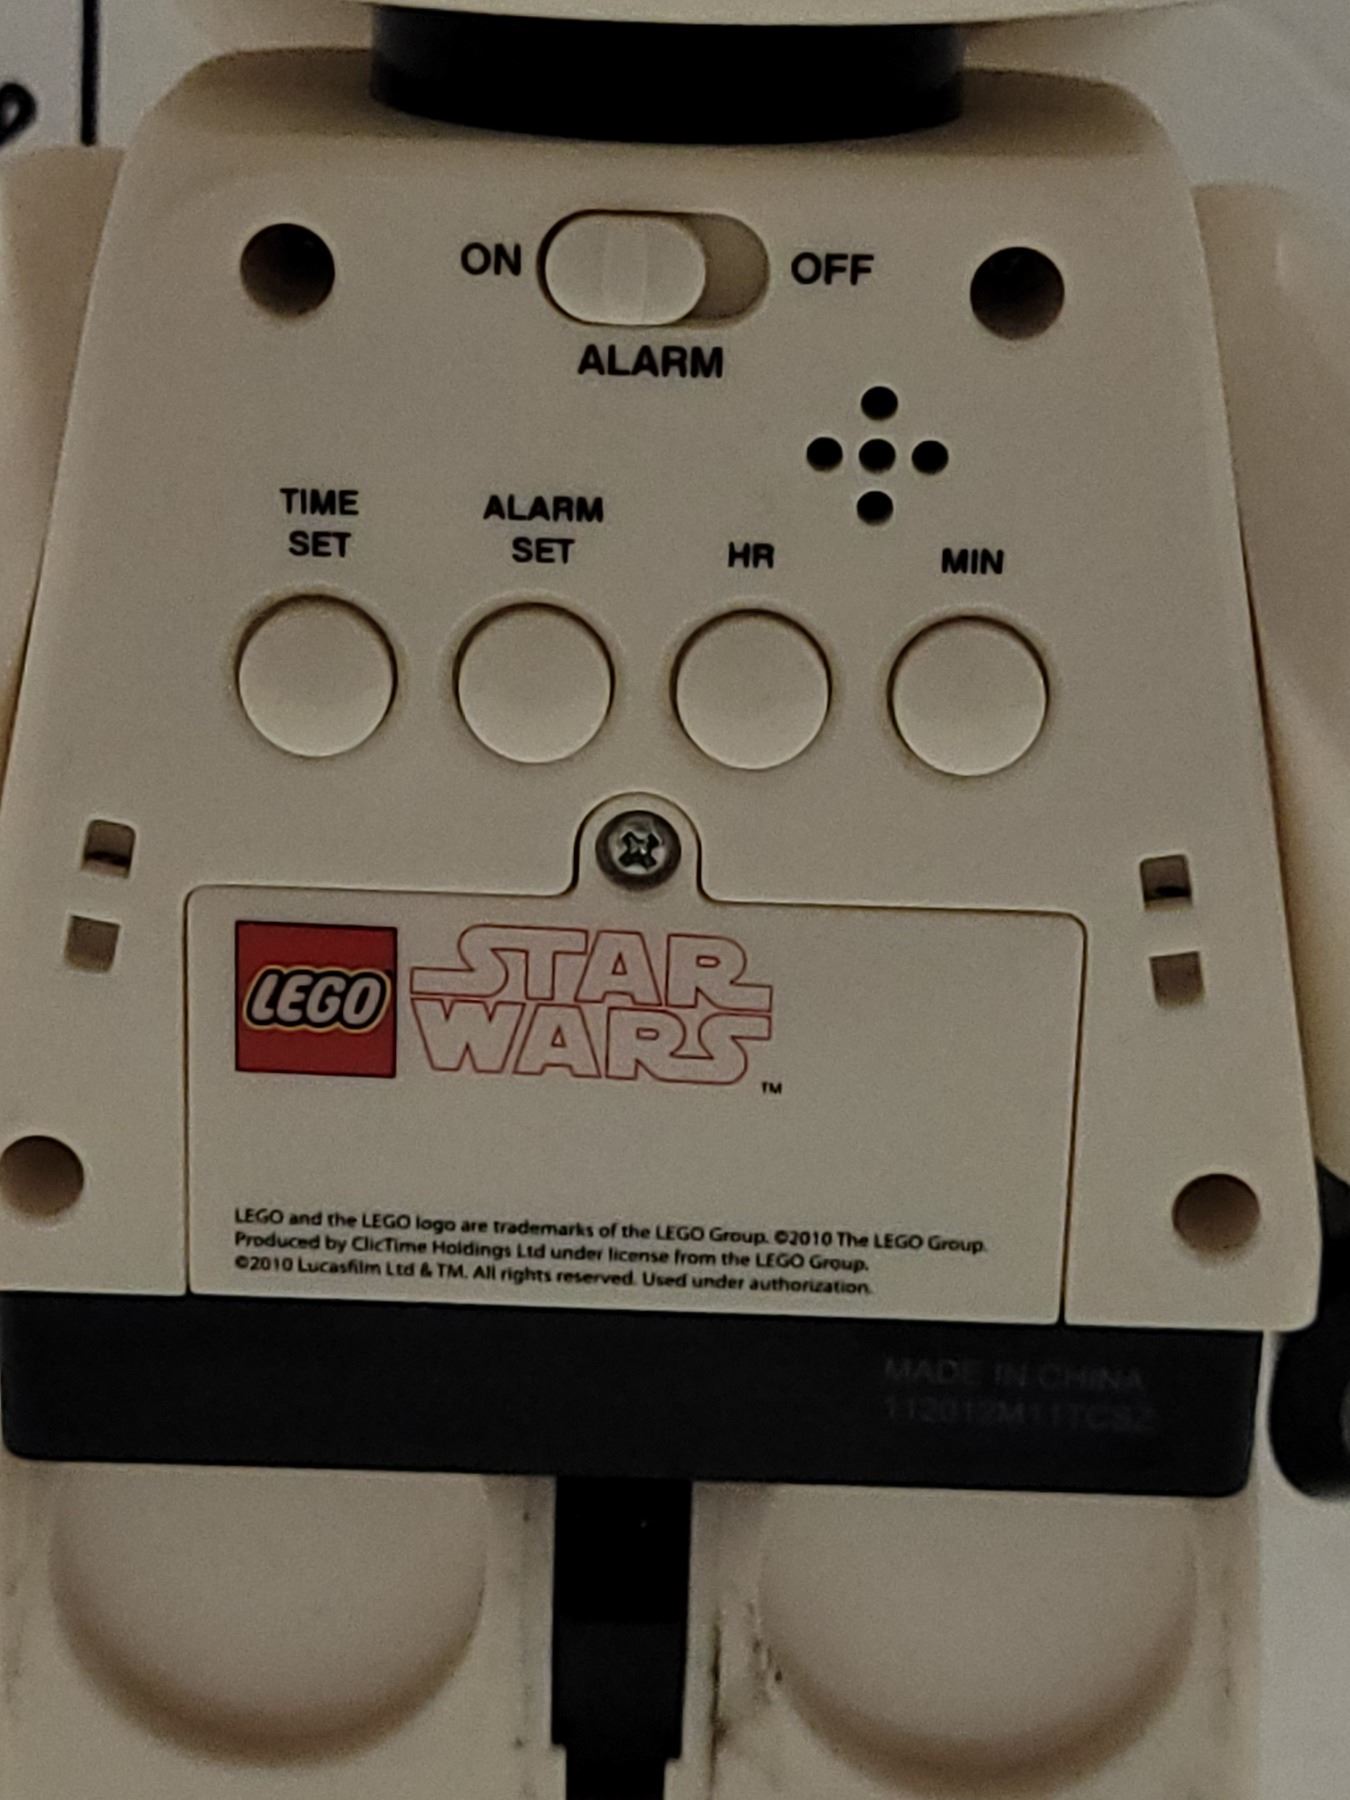 ON OFF
ALARM
TIME
SET
ALARM
SET
HR
MIN
LEGO
STAR
WARS
TM
LEGO and the LEGO logo are trademarks of the LEGO Group. ©2010 The LEGO Group.
Produced by ClicTime Holdings Ltd under license from the LEGO Group.
©2010 Lucasfilm Ltd & TM. All rights reserved. Used under authorization.
MADE IN CHINA